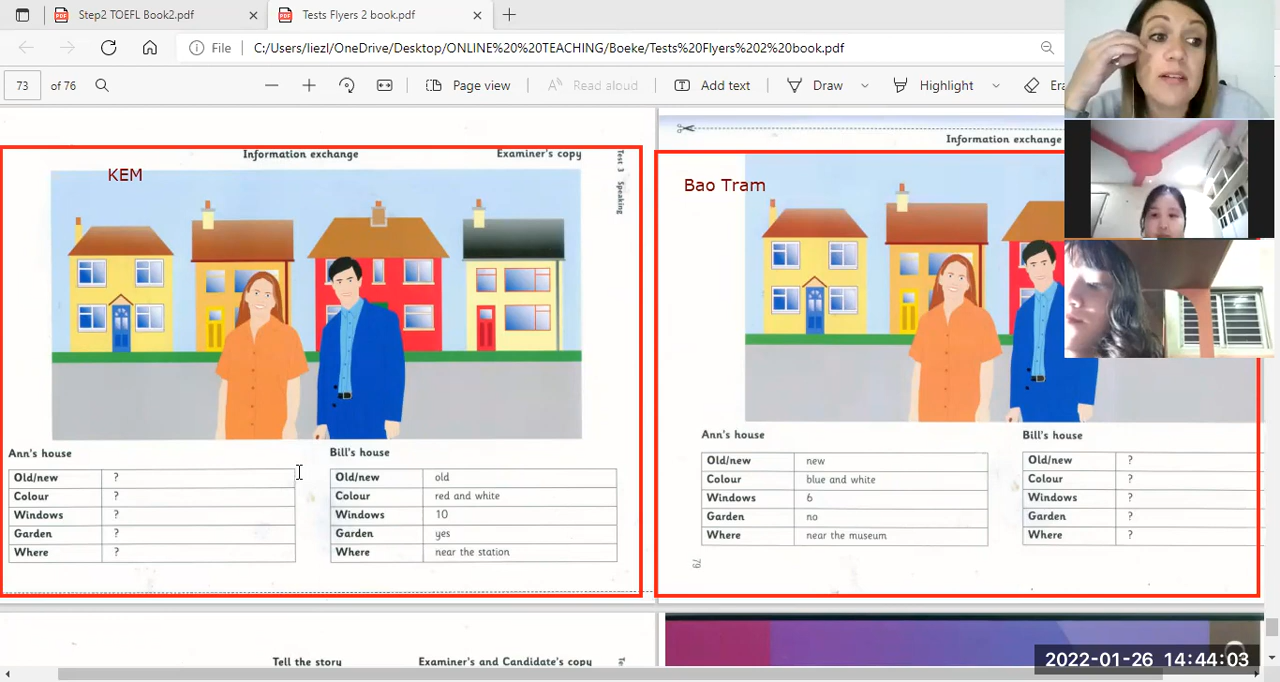 Step2 TOEFL Book2.pdf
Tests Flyers 2 book.pdf
File
C:/Users/liezl/OneDrive/Desktop/ONLINE%20%20TEACHING/Boeke/Tests%20Flyers%202%20book.pdf
73 of 76
Page view
Read aloud
Add text
Draw
Highlight
Era
Information exchange
Examiner's copy
Test 3 Speaking
KEM
Ann's house
Old/new ?
Colour ?
Windows ?
Garden ?
Where ?
Bill's house
Old/new old
Colour red and white
Windows 10
Garden yes
Where near the station
Information exchange
Bao Tram
Ann's house
Old/new new
Colour blue and white
Windows 6
Garden no
Where near the museum
Bill's house
Old/new ?
Colour ?
Windows ?
Garden ?
Where ?
79
Tell the story
Examiner's and Candidate's copy
Te
2022-01-26 14:44:03